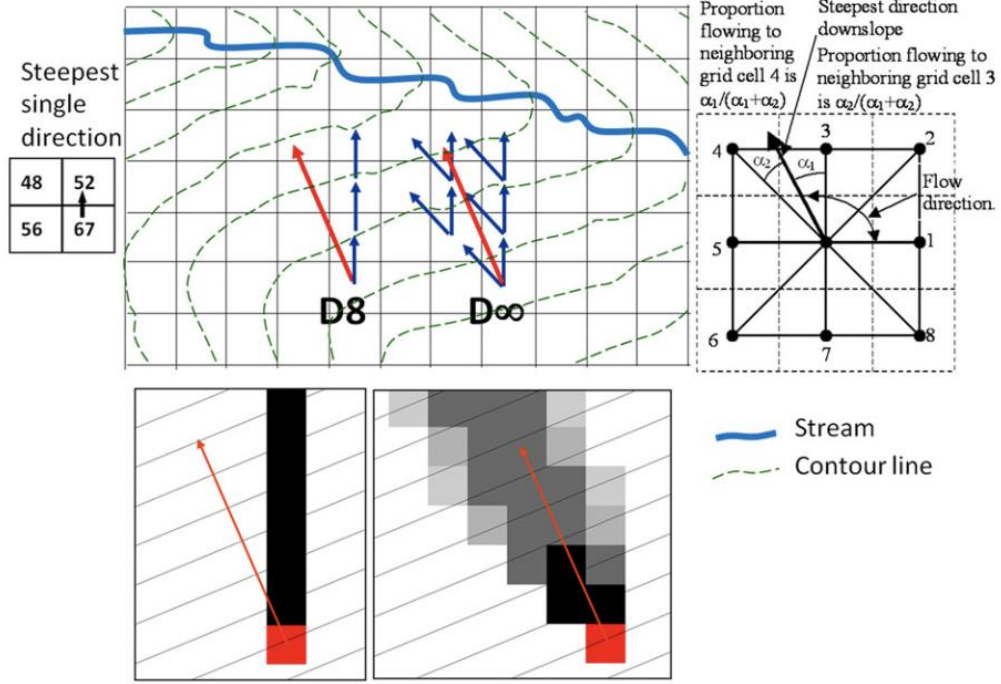 Steepest
single
direction
48 52
56 67
D8
D∞
Proportion
flowing to
neighboring
grid cell 4 is
α1/(α1+α2)
Steepest direction
downslope
Proportion flowing to
neighboring grid cell 3
is α2/(α1+α2)
4
3
2
α2
α1
Flow
direction.
5
1
6
7
8
Stream
Contour line